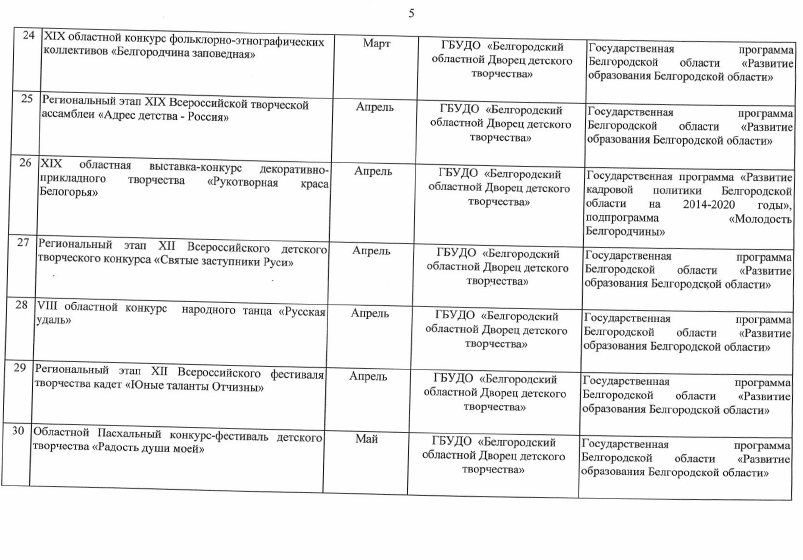 5
24 XIX областной конкурс фольклорно-этнографических
коллективов «Белгородчина заповедная»
Март
ГБУДО «Белгородский
областной Дворец детского
творчества»
Государственная программа
Белгородской области «Развитие
образования Белгородской области»
25 Региональный этап XIX Всероссийской творческой
ассамблеи «Адрес детства - Россия»
Апрель
ГБУДО «Белгородский
областной Дворец детского
творчества»
Государственная программа
Белгородской области «Развитие
образования Белгородской области»
26 XIX областная выставка-конкурс декоративно-
прикладного творчества «Рукотворная краса
Белогорья»
Апрель
ГБУДО «Белгородский
областной Дворец детского
творчества»
Государственная программа «Развитие
кадровой политики Белгородской
области на 2014-2020 годы»,
подпрограмма «Молодость
Белгородчины»
27 Региональный этап XII Всероссийского детского
творческого конкурса «Святые заступники Руси»
Апрель
ГБУДО «Белгородский
областной Дворец детского
творчества»
Государственная программа
Белгородской области «Развитие
образования Белгородской области»
28 VIII областной конкурс народного танца «Русская
удаль»
Апрель
ГБУДО «Белгородский
областной Дворец детского
творчества»
Государственная программа
Белгородской области «Развитие
образования Белгородской области»
29 Региональный этап XII Всероссийского фестиваля
творчества кадет «Юные таланты Отчизны»
Апрель
ГБУДО «Белгородский
областной Дворец детского
творчества»
Государственная программа
Белгородской области «Развитие
образования Белгородской области»
30 Областной Пасхальный конкурс-фестиваль детского
творчества «Радость души моей»
Май
ГБУДО «Белгородский
областной Дворец детского
творчества»
Государственная программа
Белгородской области «Развитие
образования Белгородской области»